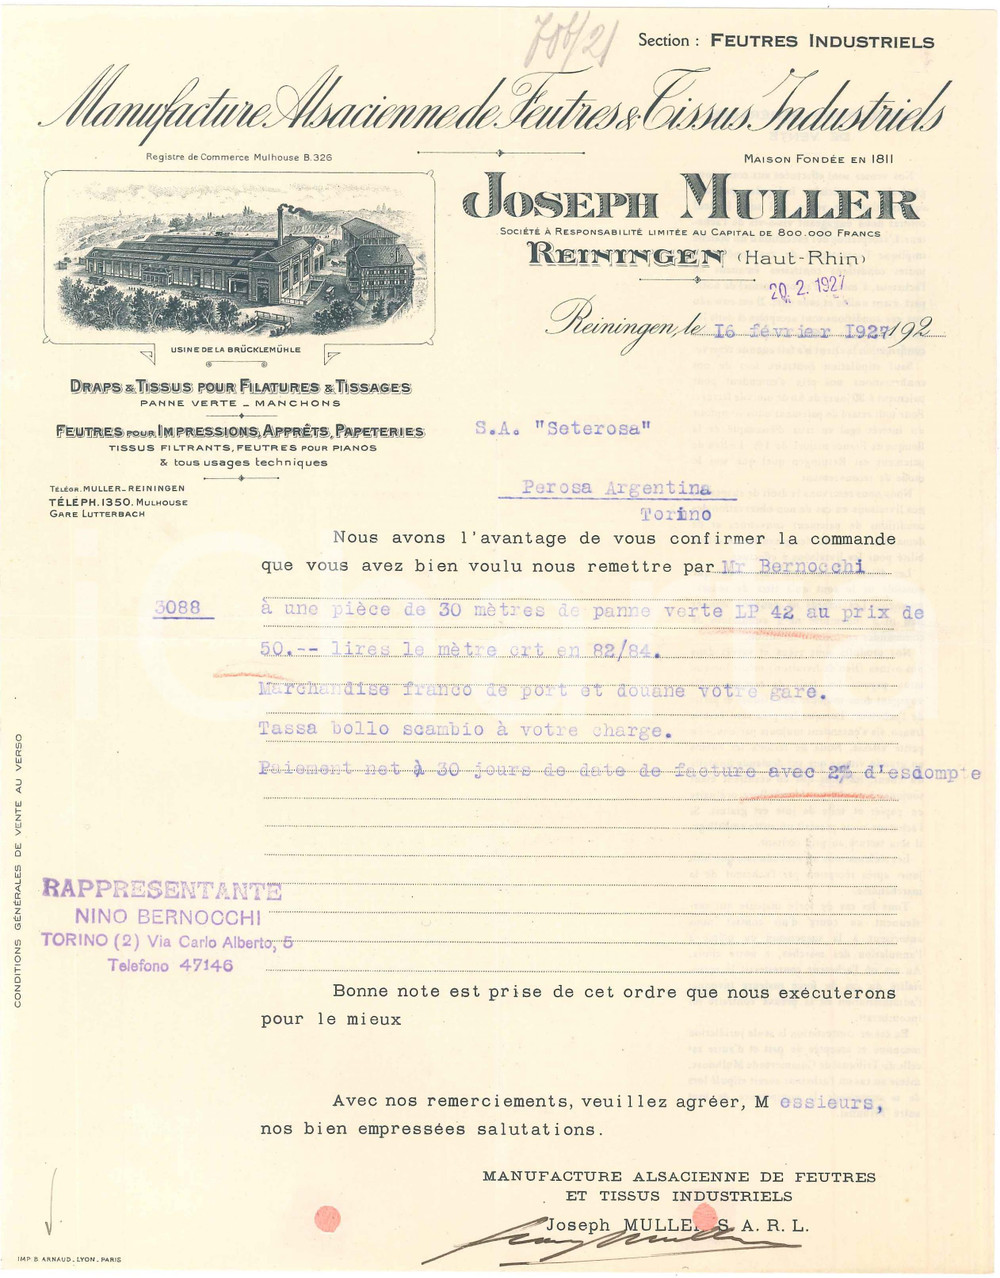 706/21
Section : FEUTRES INDUSTRIELS
Manufacture Alsacienne de Feutres & Tissus Industriels
Registre de Commerce Mulhouse B.326
MAISON FONDÉE EN 1811
JOSEPH MULLER
SOCIÉTÉ À RESPONSABILITÉ LIMITÉE AU CAPITAL DE 800.000 FRANCS
REININGEN (HAUT-RHIN)
20. 2. 1927
Reiningen, le 16 février 1927 192
USINE DE LA BRÜCKLEMÜHLE
DRAPS & TISSUS POUR FILATURES & TISSAGES
PANNE VERTE _ MANCHONS
FEUTRES POUR IMPRESSIONS, APPRÊTS, PAPETERIES
TISSUS FILTRANTS, FEUTRES POUR PIANOS
& tous usages techniques
TÉLÉGR. MULLER-REININGEN
TÉLÉPH. 1350. MULHOUSE
GARE LUTTERBACH
S.A. "Seterosa"
Perosa Argentina
Torino
Nous avons l'avantage de vous confirmer la commande
que vous avez bien voulu nous remettre par Mr Bernocchi
3088 à une pièce de 30 mètres de panne verte LP 42 au prix de
50.-- lires le mètre crt en 82/84.
Marchandise franco de port et douane votre gare.
Tassa bollo scambio à votre charge.
Paiement net à 30 jours de date de facture avec 2% d'esdompte
RAPPRESENTANTE
NINO BERNOCCHI
TORINO (2) Via Carlo Alberto, 5
Telefono 47146
Bonne note est prise de cet ordre que nous exécuterons
pour le mieux
Avec nos remerciements, veuillez agréer, M essieurs,
nos bien empressées salutations.
MANUFACTURE ALSACIENNE DE FEUTRES
ET TISSUS INDUSTRIELS
Joseph MULLER S. A. R. L.
CONDITIONS GÉNÉRALES DE VENTE AU VERSO
IMP. B. ARNAUD. LYON. PARIS